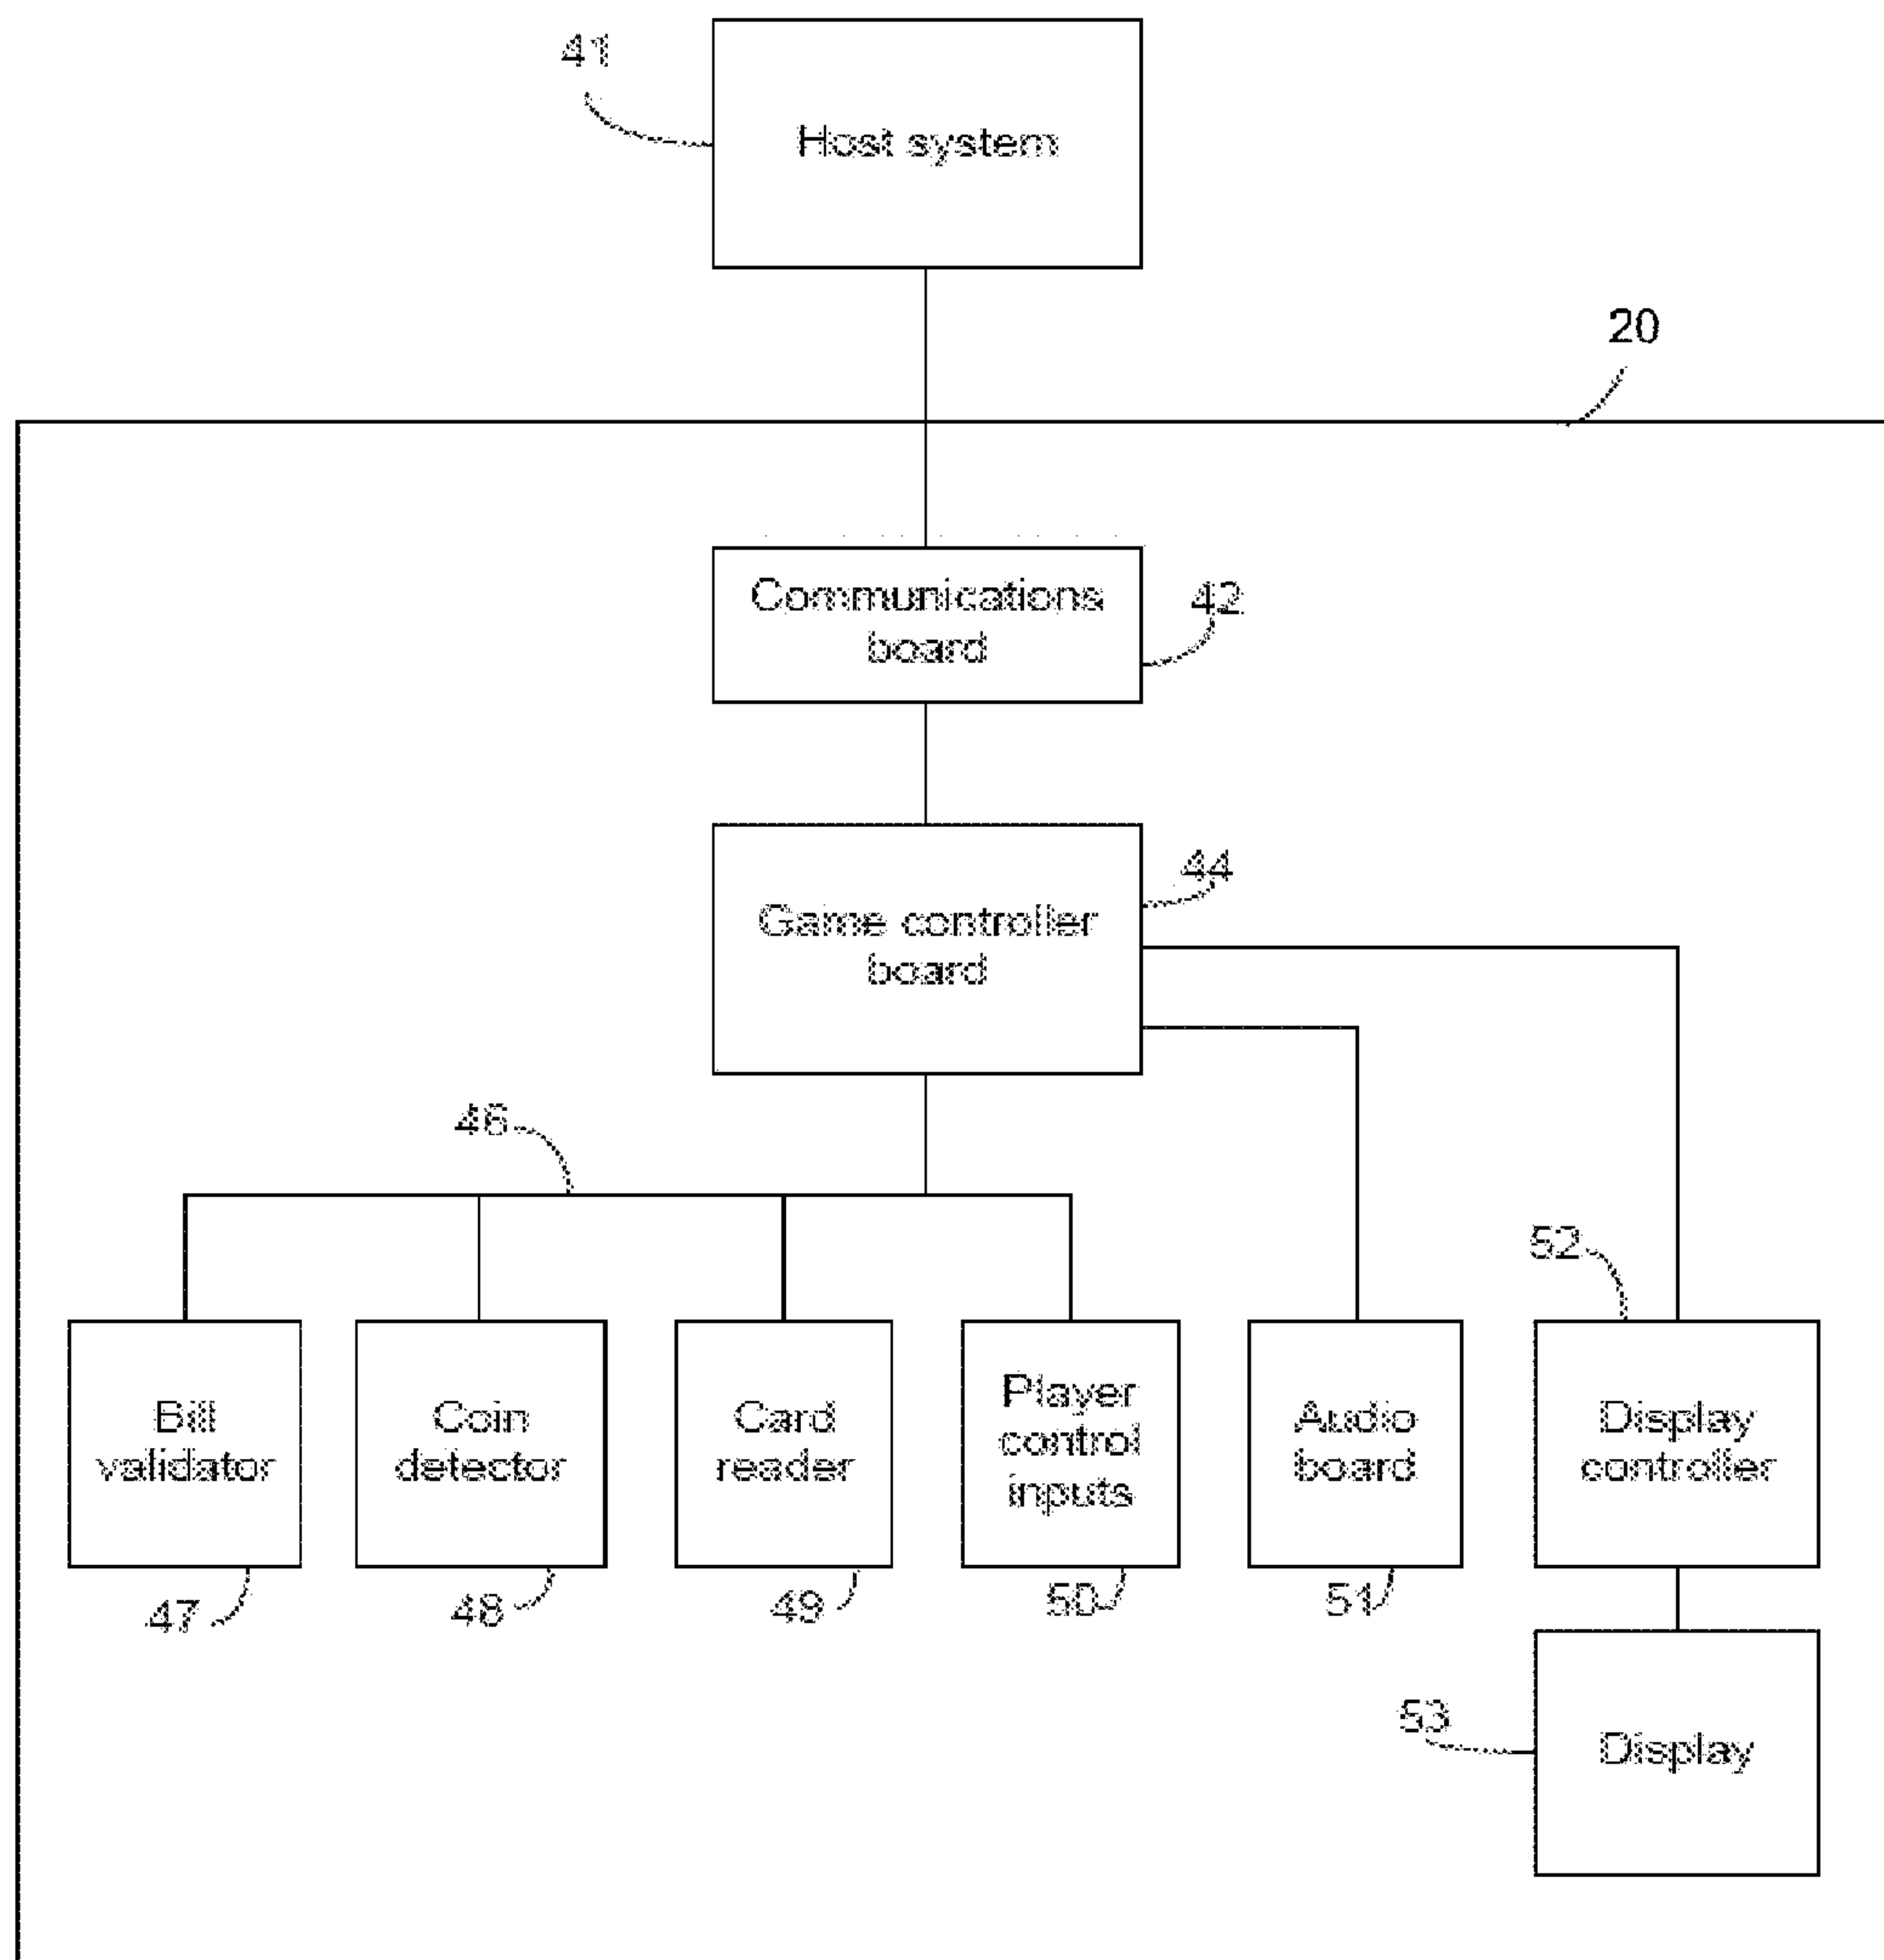 41
Host system
20
Communications
board
42
44
Game controller
board
46
52
Bill
validator
Coin
detector
Card
reader
Player
control
inputs
Audio
board
Display
controller
47
48
49
50
51
53
Display